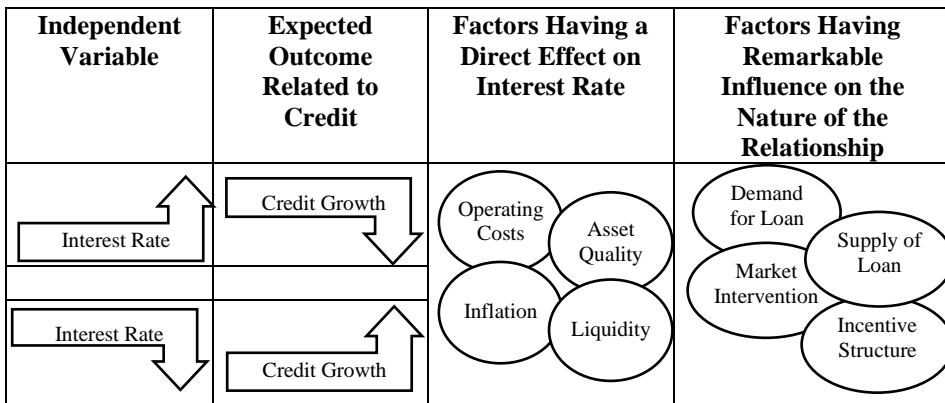 Independent
Variable
Expected
Outcome
Related to
Credit
Factors Having a
Direct Effect on
Interest Rate
Factors Having
Remarkable
Influence on the
Nature of the
Relationship
Interest Rate
Credit Growth
Operating
Costs
Asset
Quality
Inflation
Liquidity
Demand
for Loan
Supply of
Loan
Market
Intervention
Incentive
Structure
Interest Rate
Credit Growth